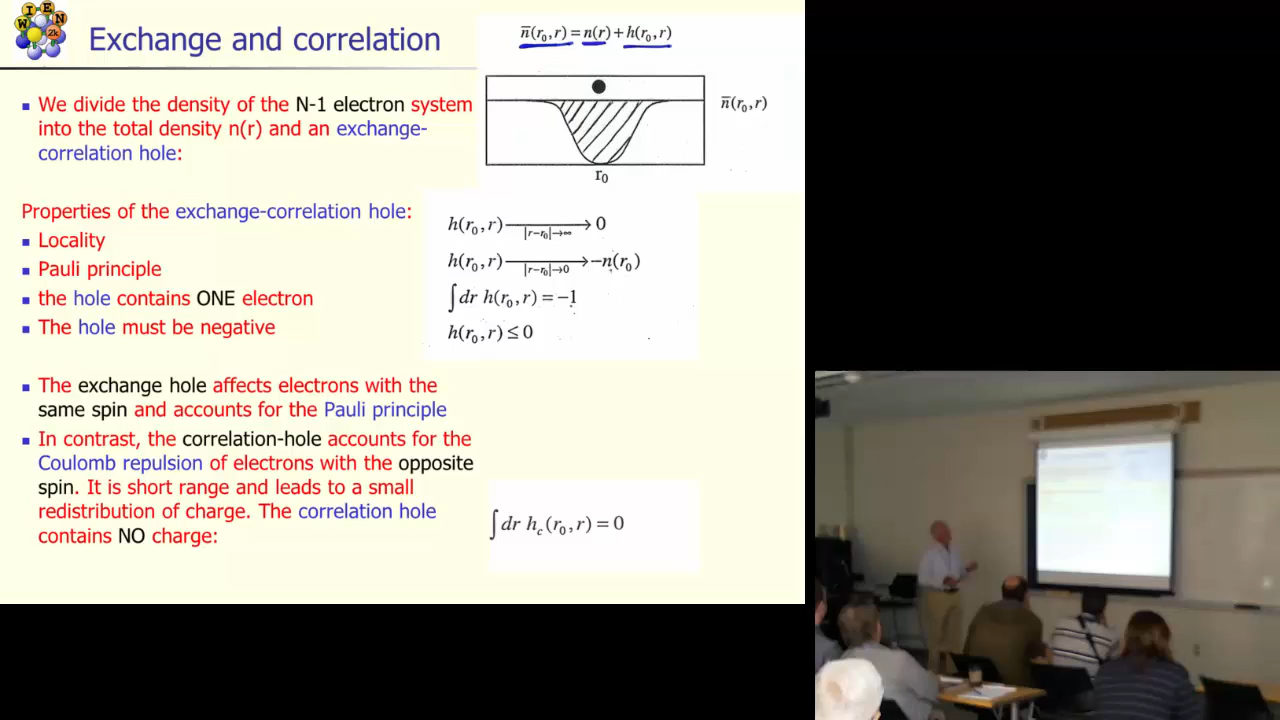 WIEN
2k
Exchange and correlation
n̄(r₀,r)=n(r)+h(r₀,r)
We divide the density of the N-1 electron system
into the total density n(r) and an exchange-
correlation hole:
n̄(r₀,r)
r₀
Properties of the exchange-correlation hole:
Locality
Pauli principle
the hole contains ONE electron
The hole must be negative
h(r₀,r) ⟶ 0
|r−r₀|→∞
h(r₀,r) ⟶ −n(r₀)
|r−r₀|→0
∫dr h(r₀,r) = −1
h(r₀,r) ≤ 0
The exchange hole affects electrons with the
same spin and accounts for the Pauli principle
In contrast, the correlation-hole accounts for the
Coulomb repulsion of electrons with the opposite
spin. It is short range and leads to a small
redistribution of charge. The correlation hole
contains NO charge:
∫dr h_c(r₀,r) = 0